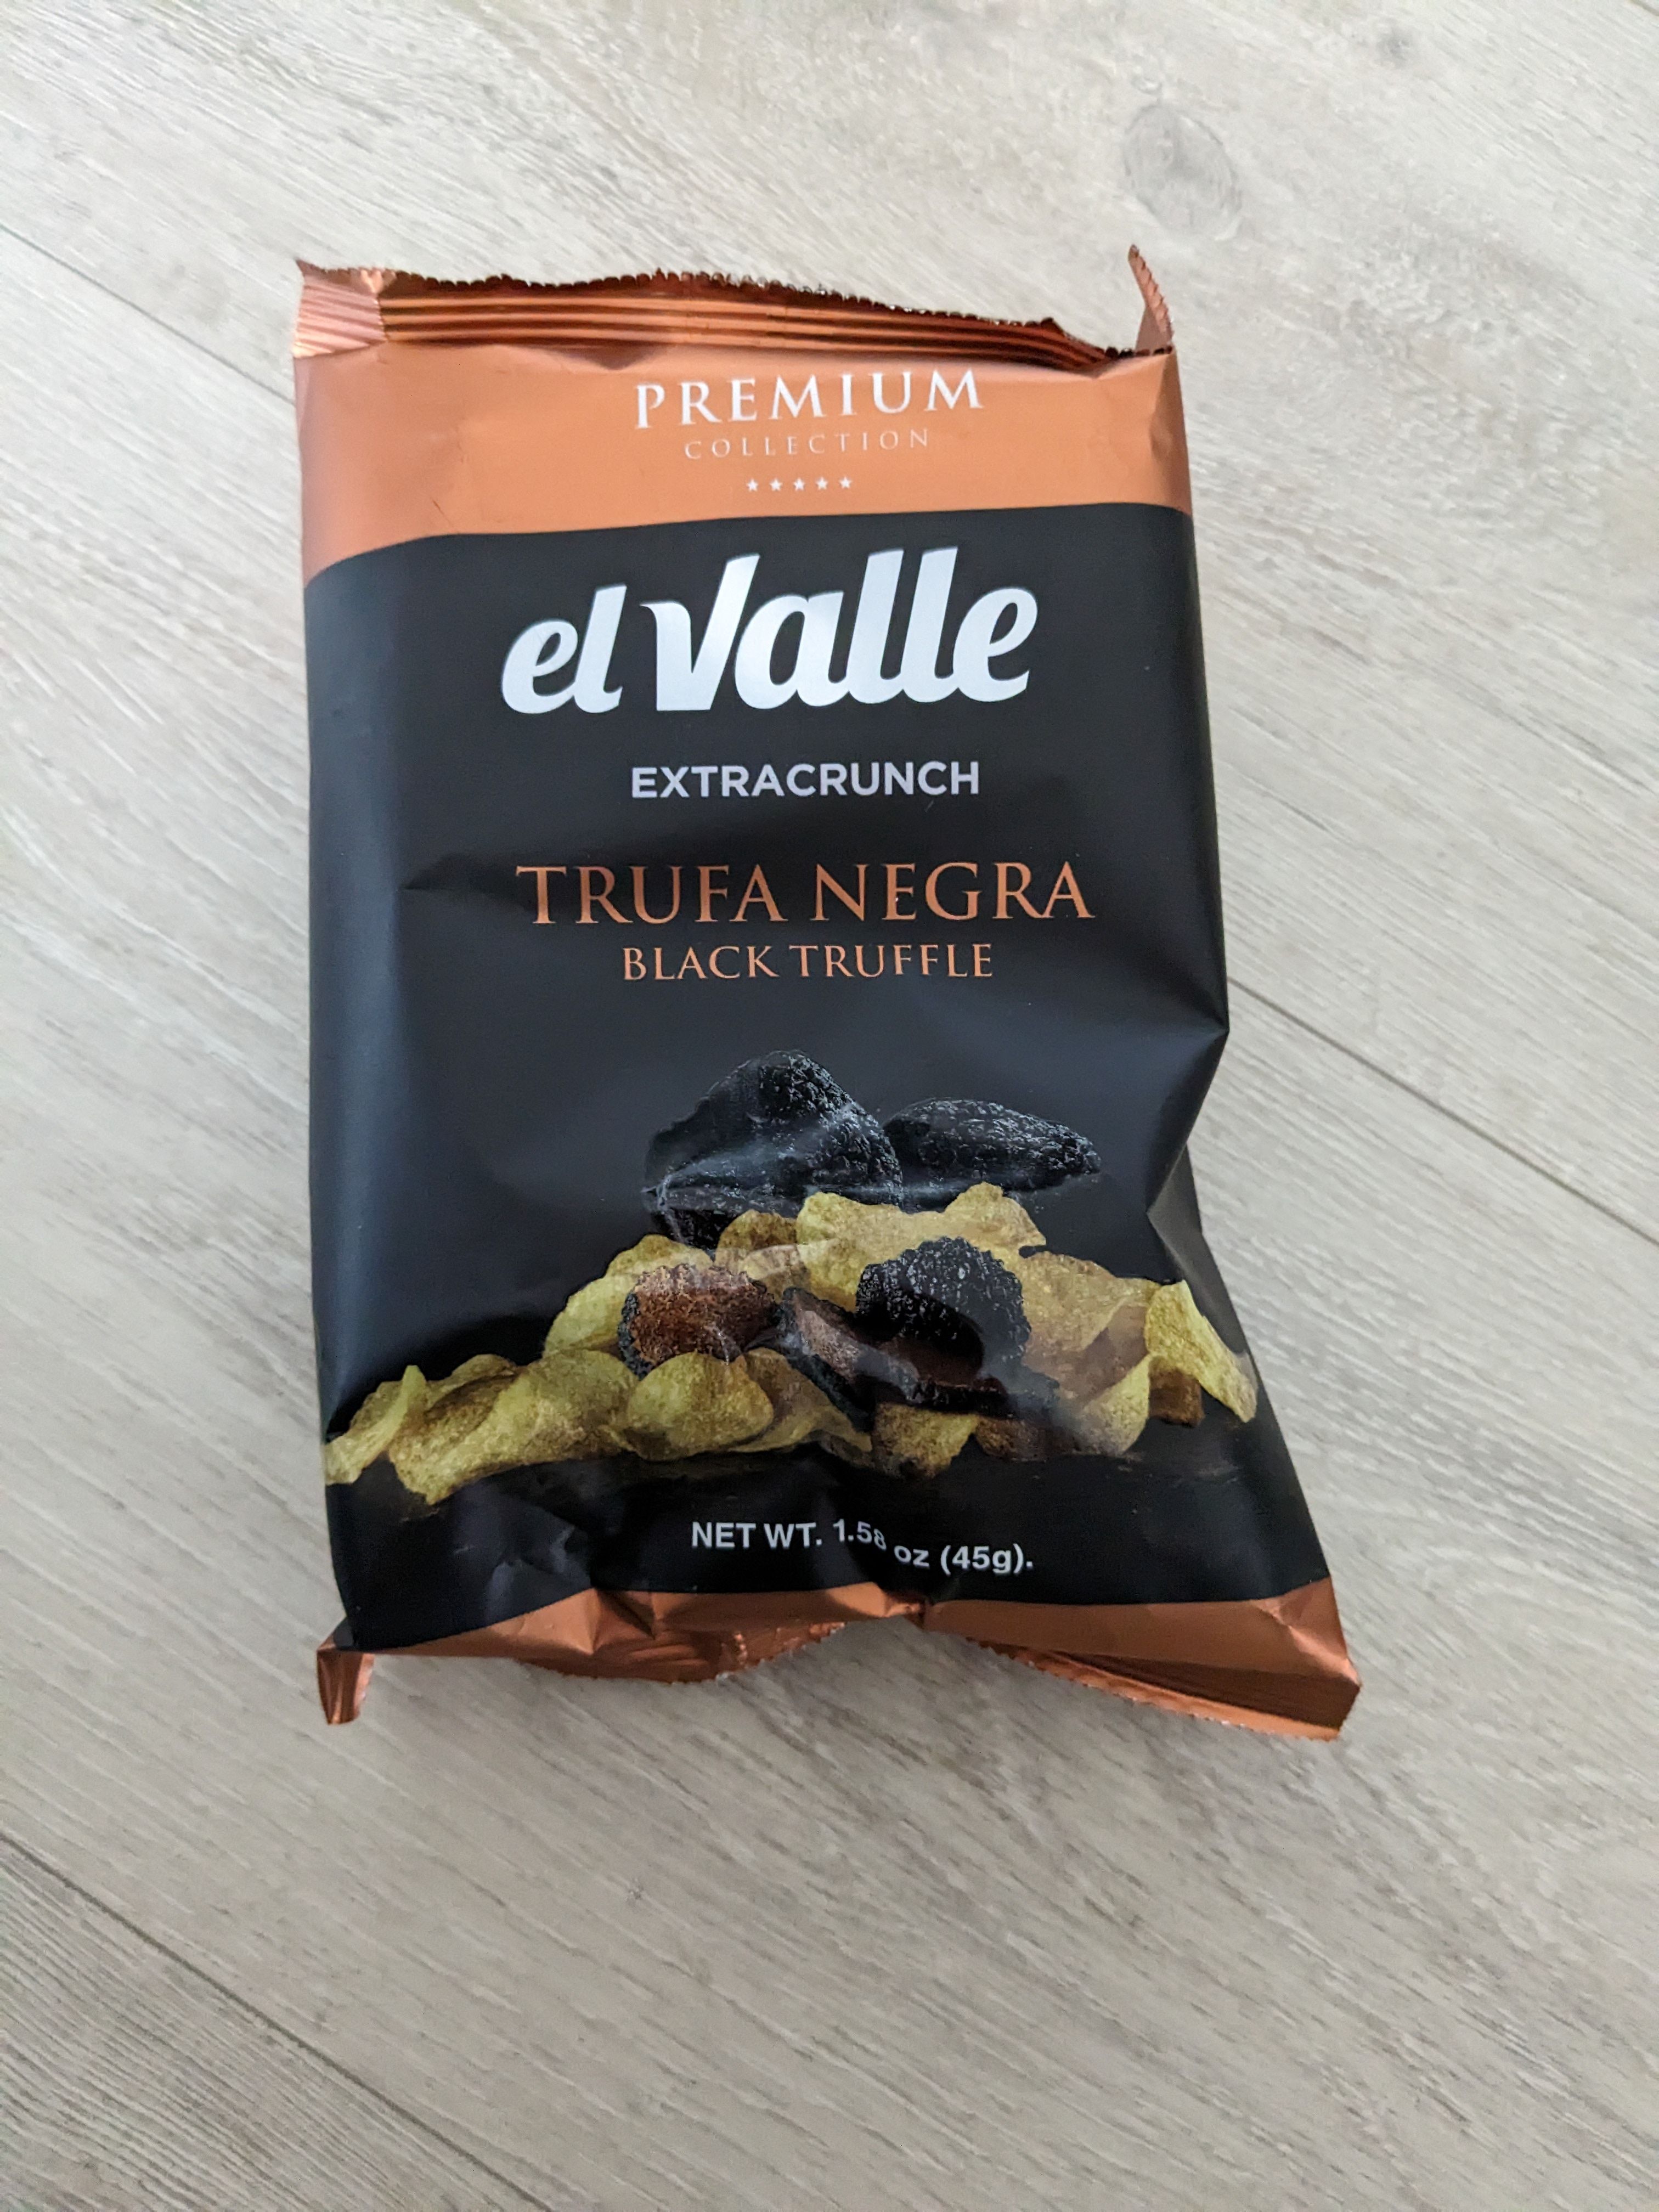 PREMIUM
COLLECTION
★★★★★
el Valle
EXTRACRUNCH
TRUFA NEGRA
BLACK TRUFFLE
NET WT. 1.58 oz (45g).